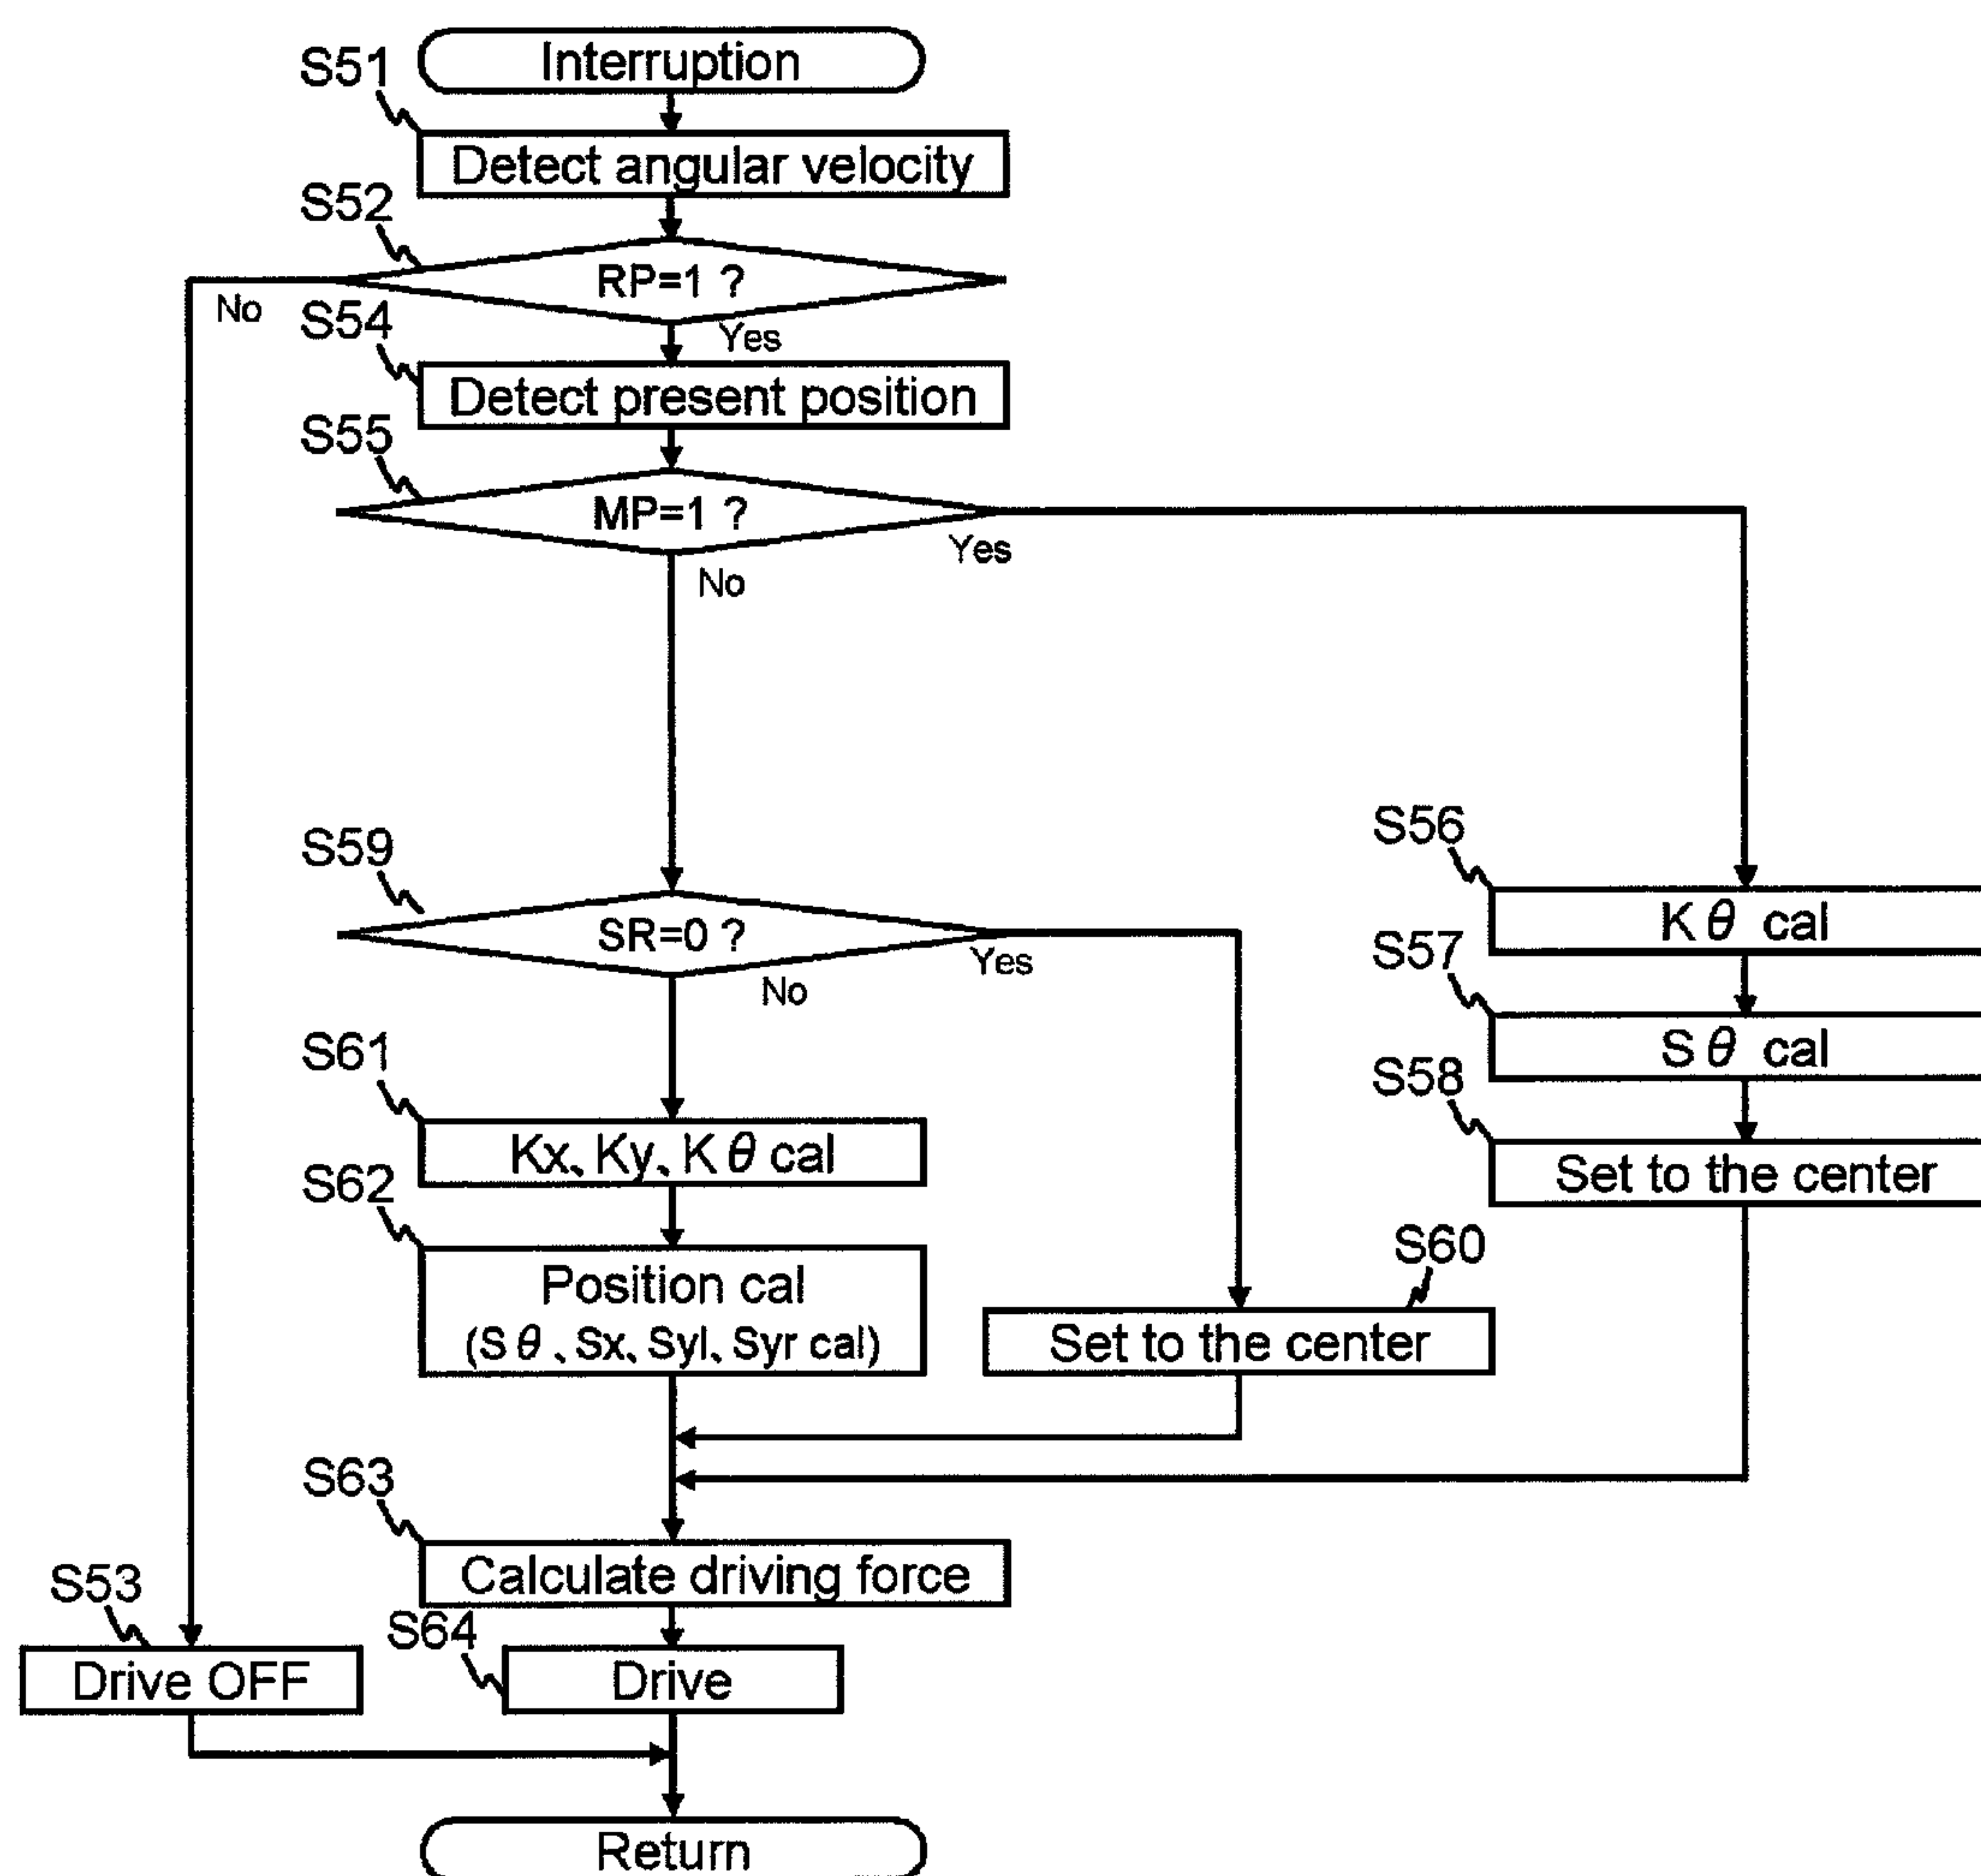 S51
Interruption
Detect angular velocity
S52
RP=1 ?
No
Yes
S54
Detect present position
S55
MP=1 ?
Yes
No
S59
SR=0 ?
Yes
No
S56
K θ cal
S57
S θ cal
S58
Set to the center
S61
Kx、Ky、K θ cal
S62
Position cal
(S θ 、Sx、Syl、Syr cal)
S60
Set to the center
S63
Calculate driving force
S53
Drive OFF
S64
Drive
Return